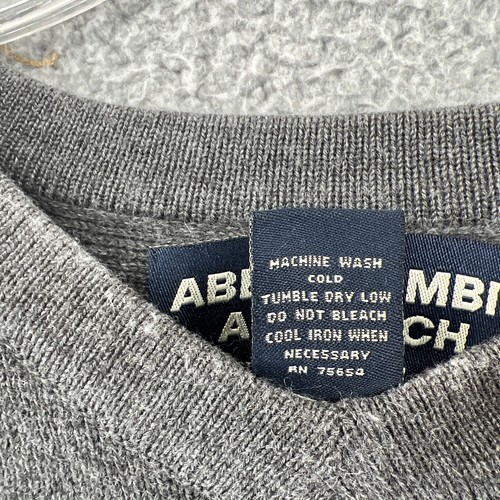 MACHINE WASH
COLD
TUMBLE DRY LOW
DO NOT BLEACH
COOL IRON WHEN
NECESSARY
RN 75654